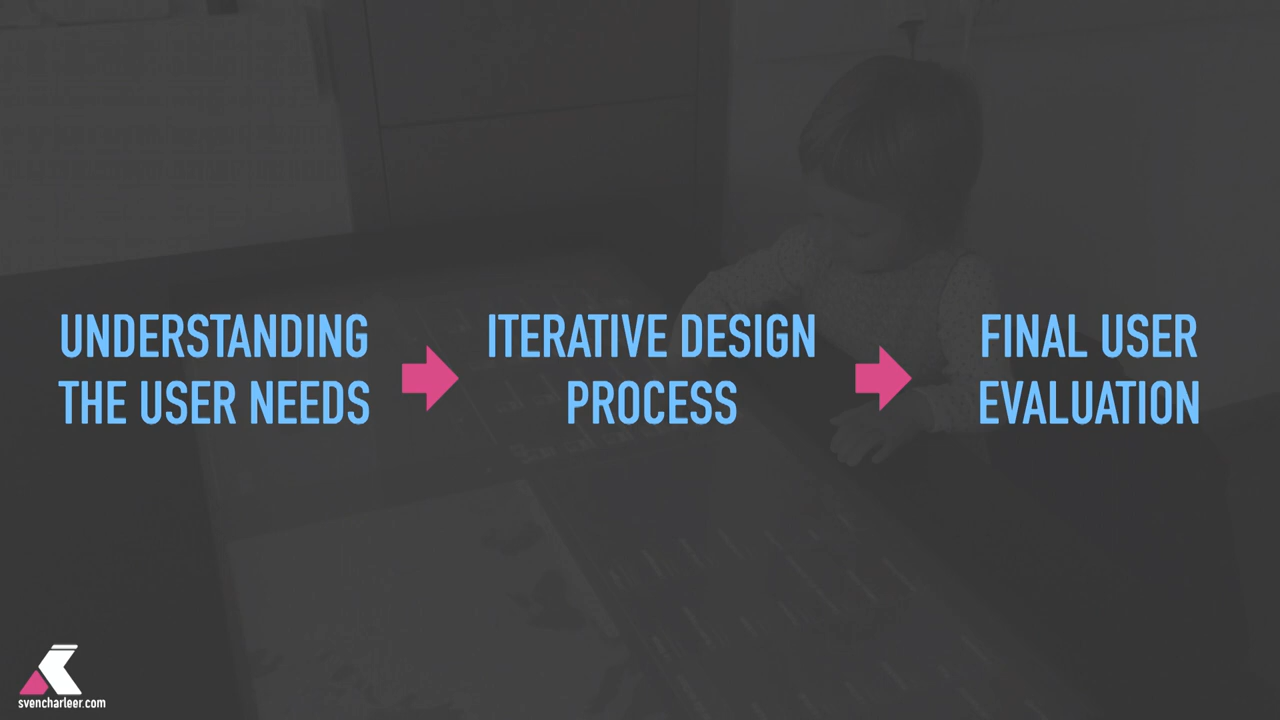 UNDERSTANDING
THE USER NEEDS
ITERATIVE DESIGN
PROCESS
FINAL USER
EVALUATION
svencharleer.com